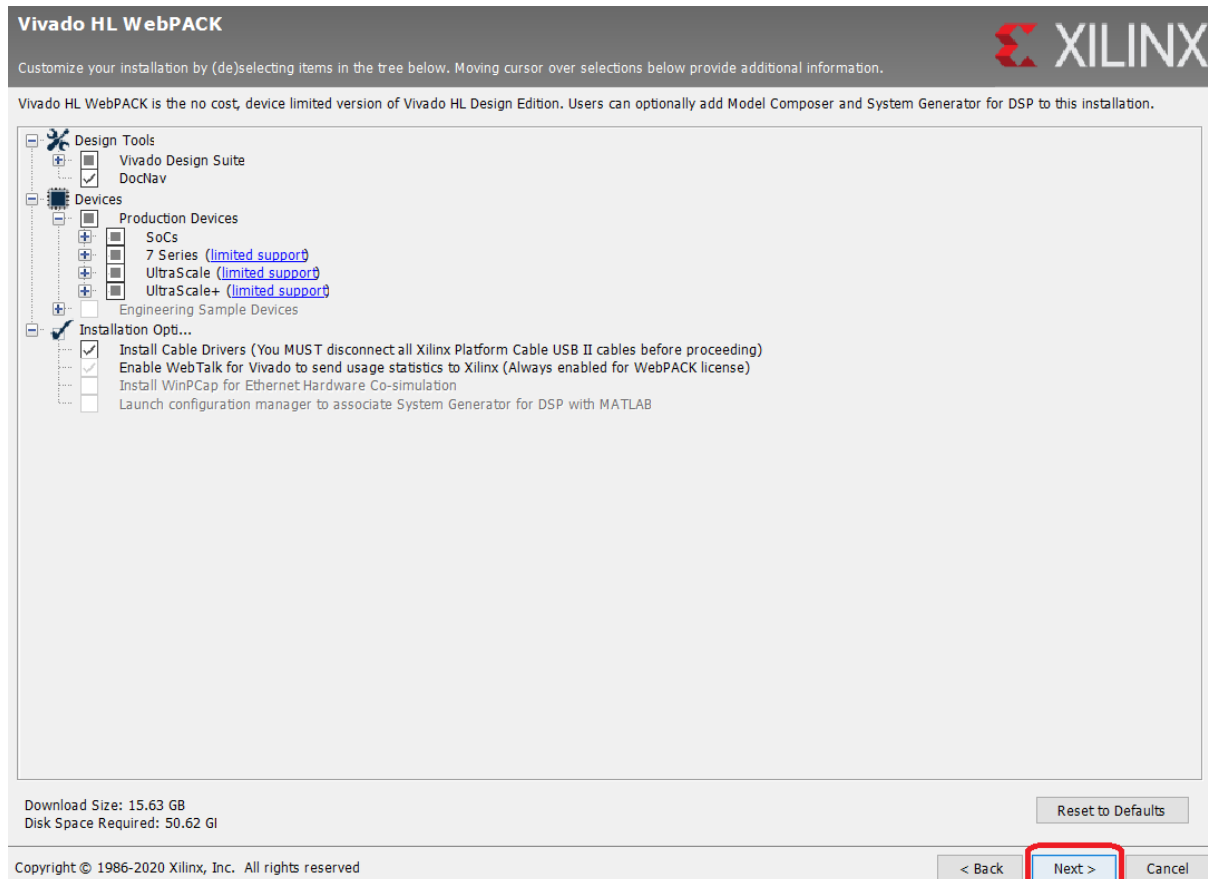 Vivado HL WebPACK
XILINX
Customize your installation by (de)selecting items in the tree below. Moving cursor over selections below provide additional information.
Vivado HL WebPACK is the no cost, device limited version of Vivado HL Design Edition. Users can optionally add Model Composer and System Generator for DSP to this installation.
Design Tools
Vivado Design Suite
DocNav
Devices
Production Devices
SoCs
7 Series (limited support)
UltraScale (limited support)
UltraScale+ (limited support)
Engineering Sample Devices
Installation Opti...
Install Cable Drivers (You MUST disconnect all Xilinx Platform Cable USB II cables before proceeding)
Enable WebTalk for Vivado to send usage statistics to Xilinx (Always enabled for WebPACK license)
Install WinPCap for Ethernet Hardware Co-simulation
Launch configuration manager to associate System Generator for DSP with MATLAB
Download Size: 15.63 GB
Disk Space Required: 50.62 GI
Reset to Defaults
Copyright © 1986-2020 Xilinx, Inc. All rights reserved
< Back Next > Cancel